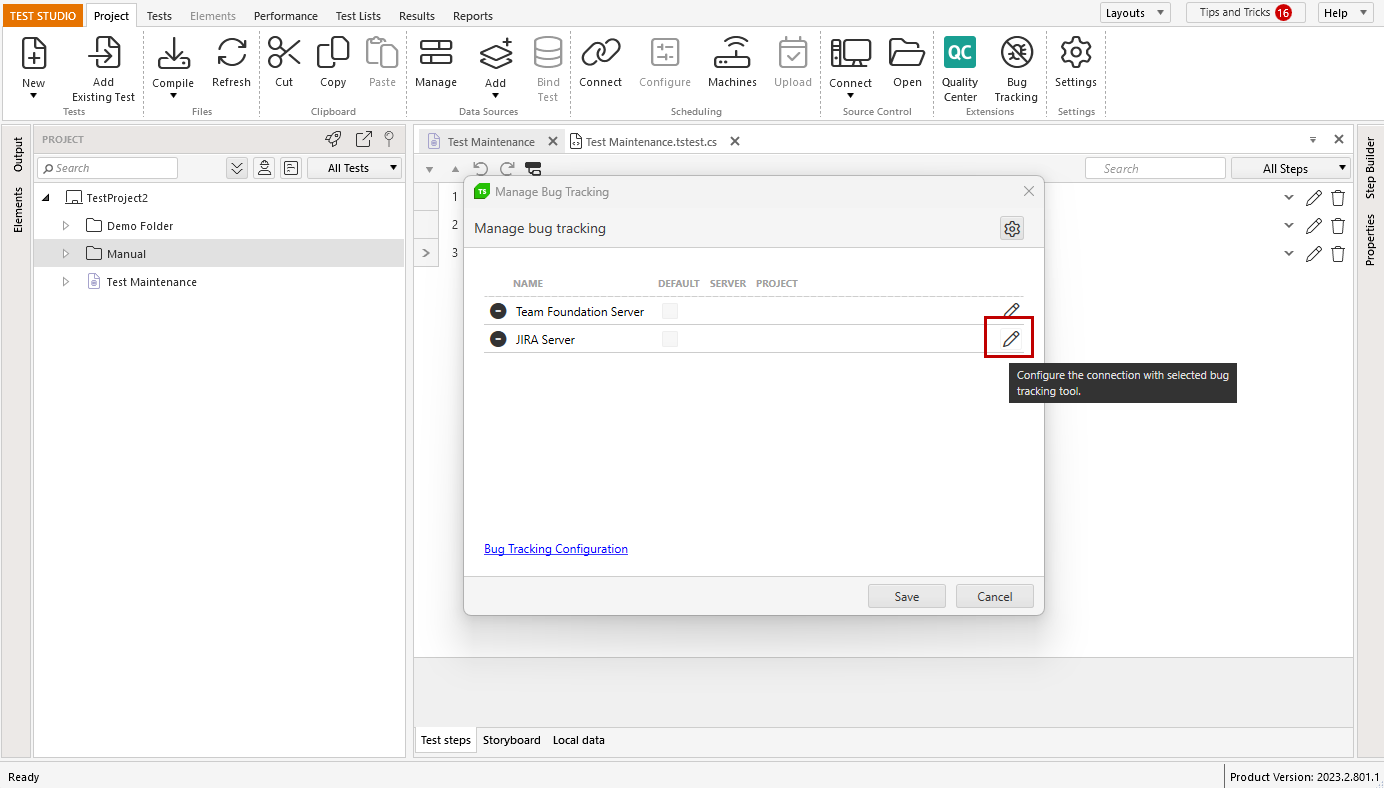 TEST STUDIO Project Tests Elements Performance Test Lists Results Reports Layouts Tips and Tricks 16 Help
New Add Existing Test Compile Refresh Cut Copy Paste Manage Add Bind Test Connect Configure Machines Upload Connect Open QC Quality Center Bug Tracking Settings
Tests Files Clipboard Data Sources Scheduling Source Control Extensions Settings
Output
Elements
PROJECT
Search All Tests
TestProject2
Demo Folder
Manual
Test Maintenance
Test Maintenance Test Maintenance.tstest.cs
Search All Steps
1
2
3
TS Manage Bug Tracking
Manage bug tracking
NAME DEFAULT SERVER PROJECT
Team Foundation Server
JIRA Server
Configure the connection with selected bug
tracking tool.
Bug Tracking Configuration
Save Cancel
Step Builder
Properties
Test steps Storyboard Local data
Ready Product Version: 2023.2.801.1